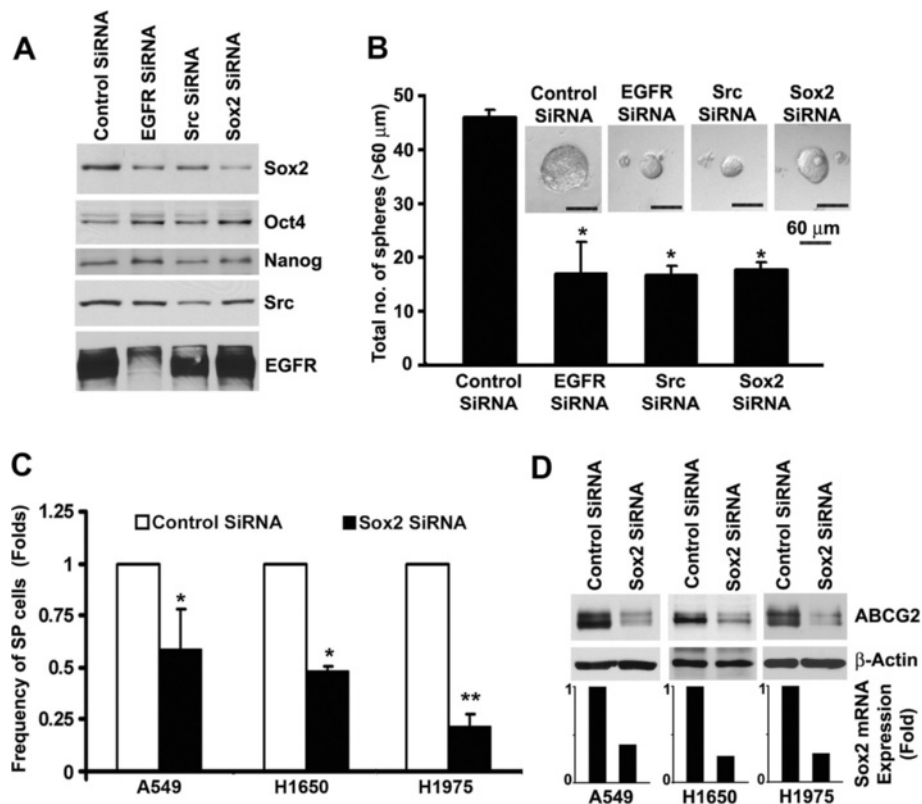 A
Control SiRNA
EGFR SiRNA
Src SiRNA
Sox2 SiRNA
Sox2
Oct4
Nanog
Src
EGFR
B
Total no. of spheres (>60 μm)
50
40
30
20
10
0
Control SiRNA
EGFR SiRNA
Src SiRNA
Sox2 SiRNA
60 μm
*
*
*
Control SiRNA
EGFR SiRNA
Src SiRNA
Sox2 SiRNA
C
Frequency of SP cells (Folds)
1.25
1
0.75
0.5
0.25
0
Control SiRNA
Sox2 SiRNA
*
*
**
A549
H1650
H1975
D
Control SiRNA
Sox2 SiRNA
Control SiRNA
Sox2 SiRNA
Control SiRNA
Sox2 SiRNA
ABCG2
β-Actin
1
0
1
0
1
0
Sox2 mRNA
Expression
(Fold)
A549
H1650
H1975